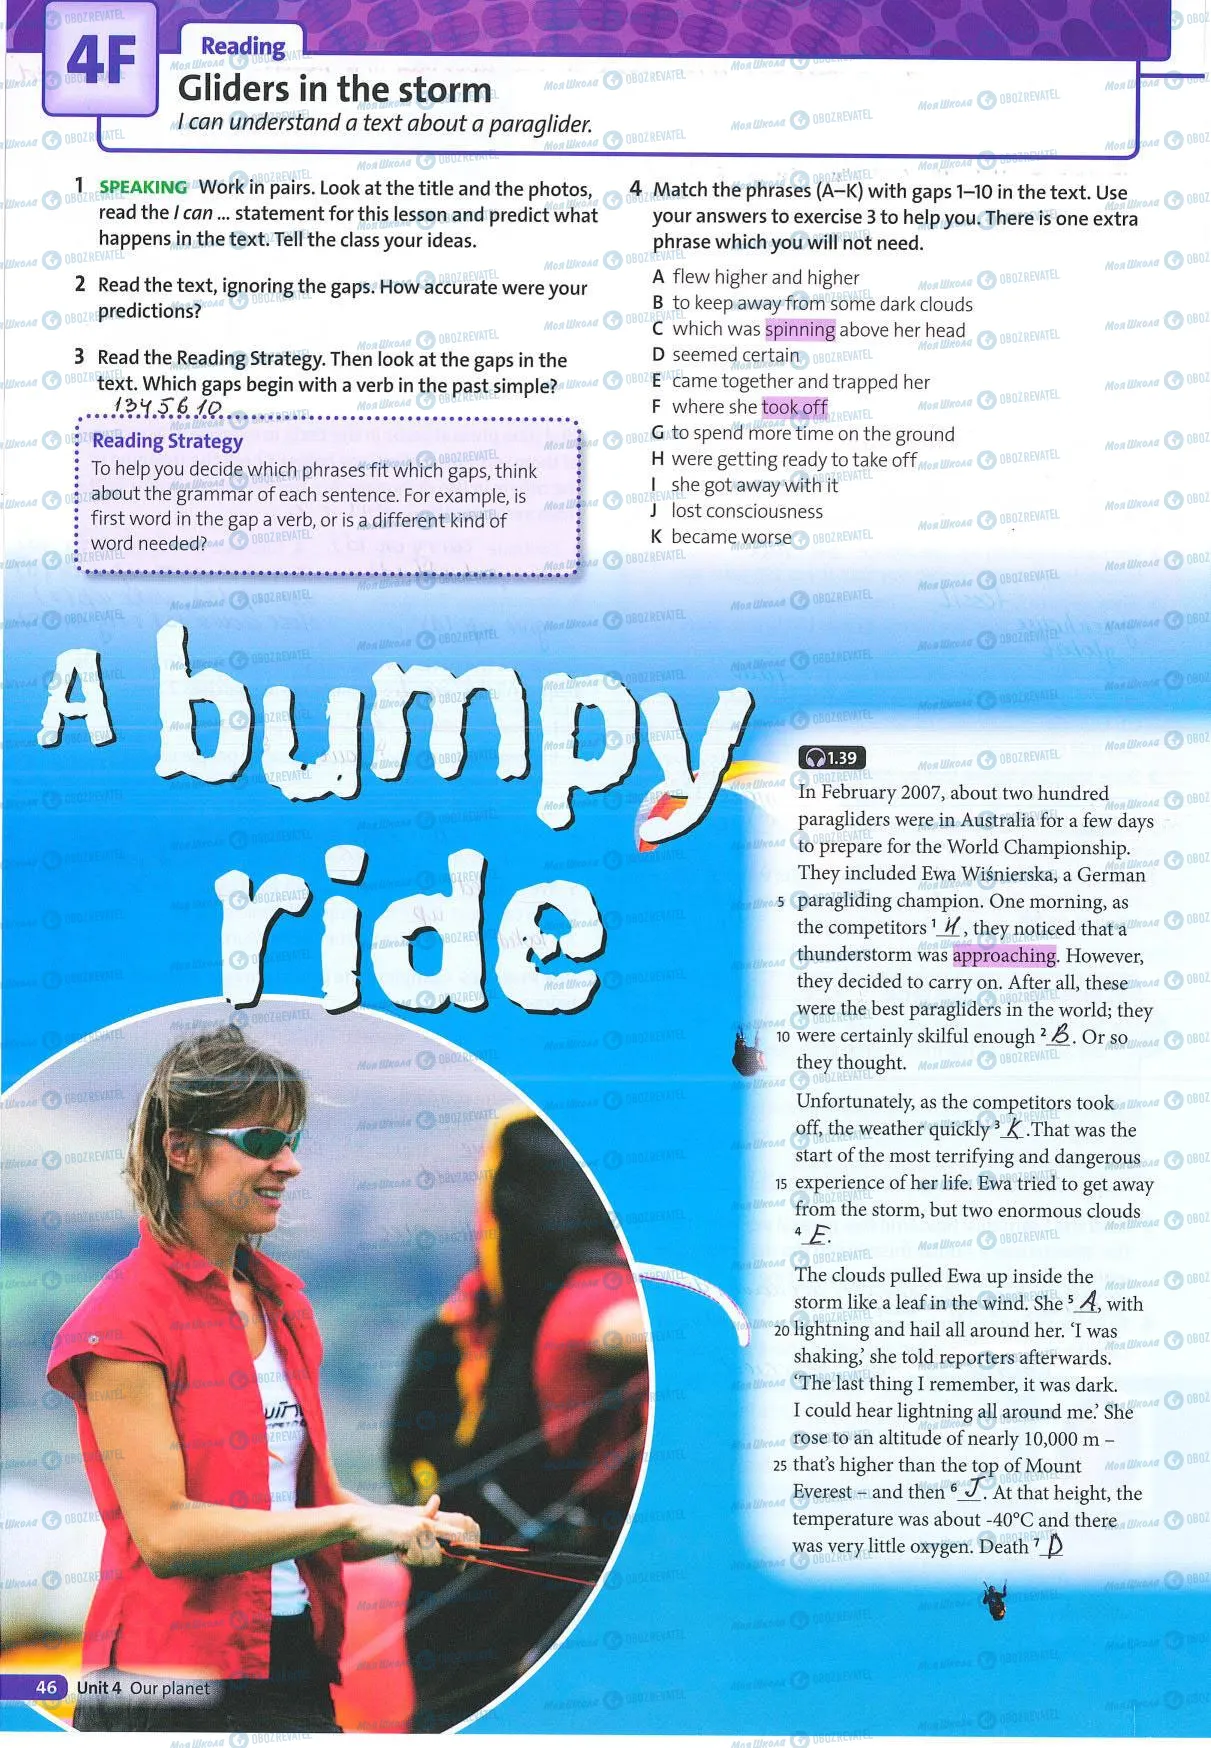 4F
Reading
Gliders in the storm
I can understand a text about a paraglider.
1 SPEAKING Work in pairs. Look at the title and the photos,
read the I can ... statement for this lesson and predict what
happens in the text. Tell the class your ideas.
2 Read the text, ignoring the gaps. How accurate were your
predictions?
3 Read the Reading Strategy. Then look at the gaps in the
text. Which gaps begin with a verb in the past simple?
1 3 4 5 6 10
Reading Strategy
To help you decide which phrases fit which gaps, think
about the grammar of each sentence. For example, is
first word in the gap a verb, or is a different kind of
word needed?
4 Match the phrases (A–K) with gaps 1–10 in the text. Use
your answers to exercise 3 to help you. There is one extra
phrase which you will not need.
A flew higher and higher
B to keep away from some dark clouds
C which was spinning above her head
D seemed certain
E came together and trapped her
F where she took off
G to spend more time on the ground
H were getting ready to take off
I she got away with it
J lost consciousness
K became worse
A bumpy
ride
1.39
In February 2007, about two hundred
paragliders were in Australia for a few days
to prepare for the World Championship.
They included Ewa Wiśnierska, a German
5 paragliding champion. One morning, as
the competitors ¹ H , they noticed that a
thunderstorm was approaching. However,
they decided to carry on. After all, these
were the best paragliders in the world; they
10 were certainly skilful enough ² B . Or so
they thought.
Unfortunately, as the competitors took
off, the weather quickly ³ K .That was the
start of the most terrifying and dangerous
15 experience of her life. Ewa tried to get away
from the storm, but two enormous clouds
⁴ E .
The clouds pulled Ewa up inside the
storm like a leaf in the wind. She ⁵ A , with
20 lightning and hail all around her. ‘I was
shaking,’ she told reporters afterwards.
‘The last thing I remember, it was dark.
I could hear lightning all around me.’ She
rose to an altitude of nearly 10,000 m –
25 that’s higher than the top of Mount
Everest – and then ⁶ J . At that height, the
temperature was about -40°C and there
was very little oxygen. Death ⁷ D
46 Unit 4 Our planet
Моя Школа OBOZREVATEL